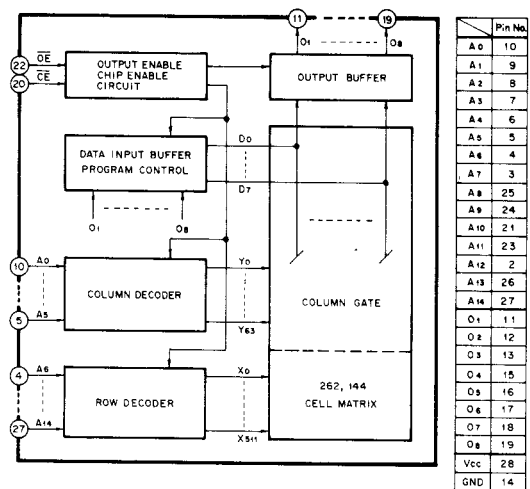 11 19
O1 O8
22 OE OUTPUT ENABLE
20 CE CHIP ENABLE
CIRCUIT
OUTPUT BUFFER
DATA INPUT BUFFER
PROGRAM CONTROL
D0
D7
O1 O8
10 A0
COLUMN DECODER
5 A5
Y0
Y63
COLUMN GATE
4 A6
ROW DECODER
27 A14
X0
X511
262, 144
CELL MATRIX
Pin No.
A0 10
A1 9
A2 8
A3 7
A4 6
A5 5
A6 4
A7 3
A8 25
A9 24
A10 21
A11 23
A12 2
A13 26
A14 27
O1 11
O2 12
O3 13
O4 15
O5 16
O6 17
O7 18
O8 19
Vcc 28
GND 14